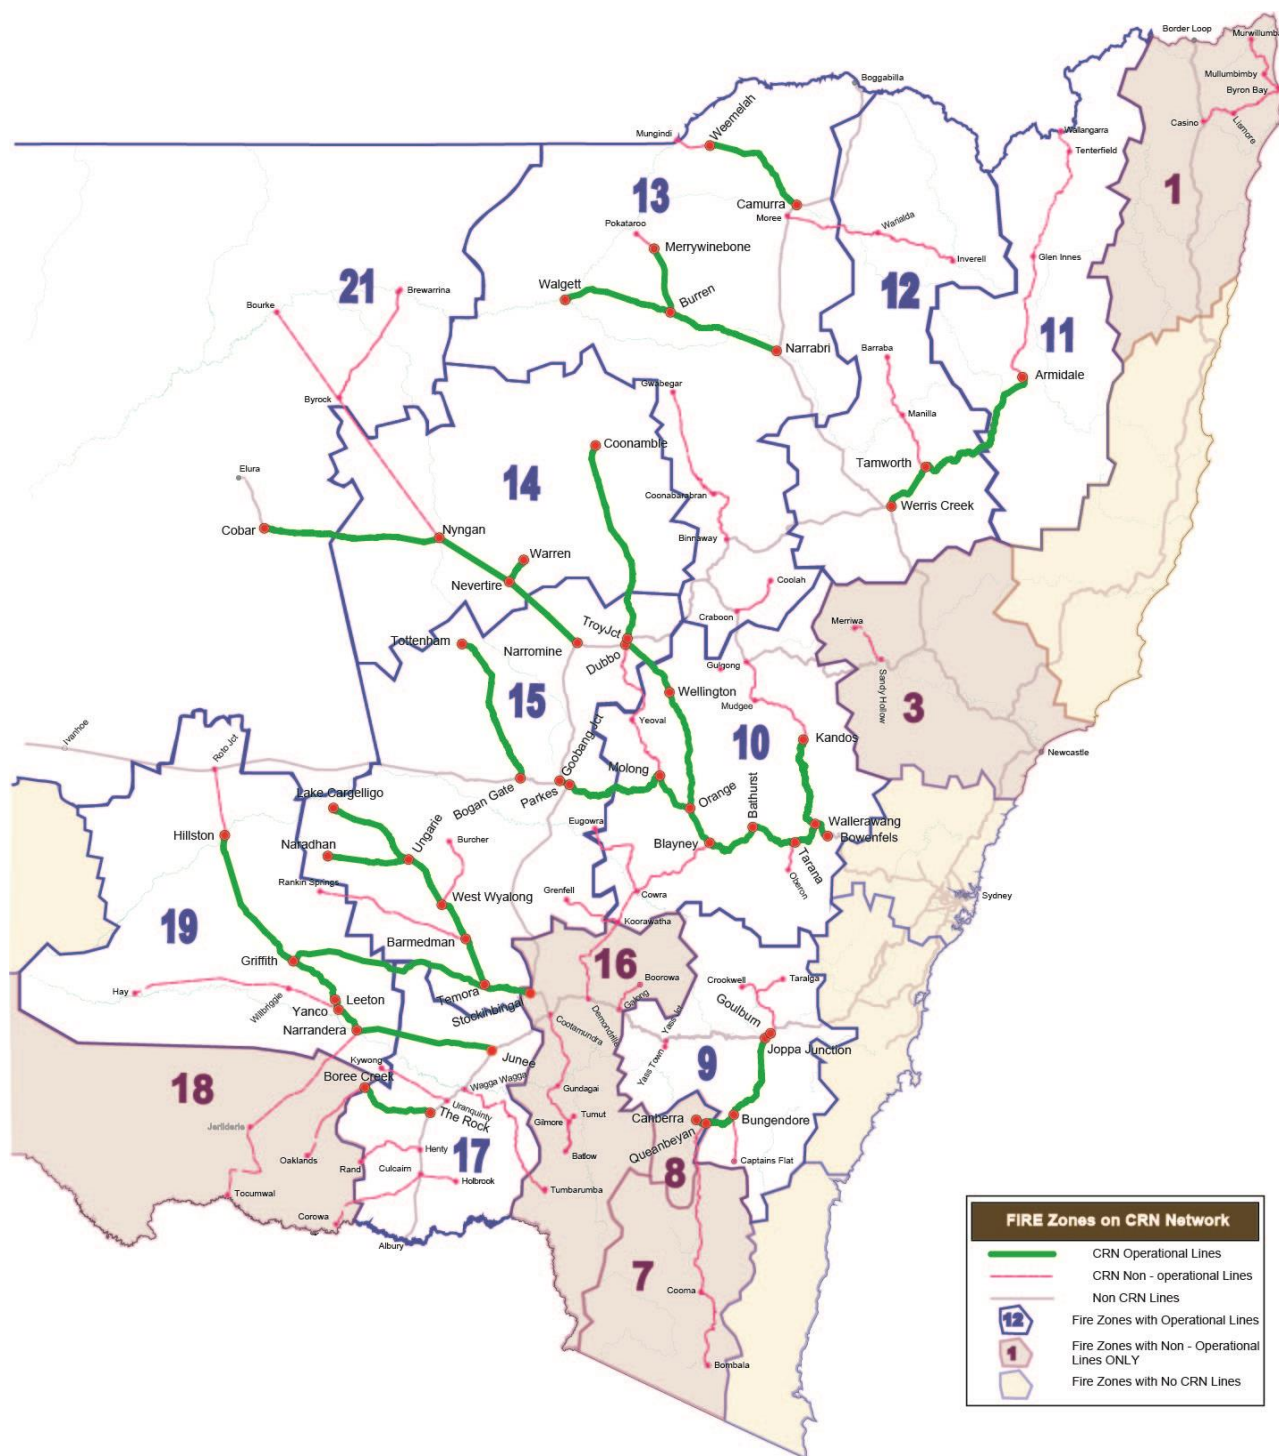 Border Loop
Murwillumba
Mullumbimby
Byron Bay
Casino
Lismore
1
Boggabilla
Wallangarra
Tenterfield
Mungindi
Weemelah
13
Camurra
Moree
Warialda
Inverell
Pokataroo
Merrywinebone
Glen Innes
12
11
21
Brewarrina
Bourke
Walgett
Burren
Narrabri
Barraba
Armidale
Byrock
Gwabegar
Manilla
Coonamble
Tamworth
Elura
14
Coonabarabran
Werris Creek
Cobar
Nyngan
Binnaway
Warren
Nevertire
Coolah
Craboon
TroyJct
Tottenham
Narromine
Dubbo
Merriwa
Gulgong
Sandy Hollow
3
Wellington
15
Mudgee
Yeoval
Kandos
10
Ivanhoe
Roto Jct
Goobang Jct
Newcastle
Molong
Lake Cargelligo
Bogan Gate
Parkes
Orange
Bathurst
Hillston
Ungarie
Burcher
Eugowra
Wallerawang
Bowenfels
Naradhan
Blayney
Tarana
Rankin Springs
West Wyalong
Grenfell
Cowra
Oberon
Sydney
19
Koorawatha
Barmedman
Griffith
16
Boorowa
Crookwell
Taralga
Hay
Wilbriggie
Leeton
Temora
Stockinbingal
Galong
Goulburn
Yanco
Narrandera
Cootamundra
Demondrille
Yass Jct
Joppa Junction
Junee
Yass Town
9
Kywong
Boree Creek
Wagga Wagga
18
Gundagai
Uranquinty
The Rock
Tumut
Canberra
Bungendore
Jerilderie
Gilmore
Queanbeyan
Henty
17
Batlow
Captains Flat
Oaklands
Rand
Culcairn
8
Holbrook
Tumbarumba
Tocumwal
Corowa
Albury
7
Cooma
Bombala
FIRE Zones on CRN Network
CRN Operational Lines
CRN Non - operational Lines
Non CRN Lines
12
Fire Zones with Operational Lines
1
Fire Zones with Non - Operational
Lines ONLY
Fire Zones with No CRN Lines